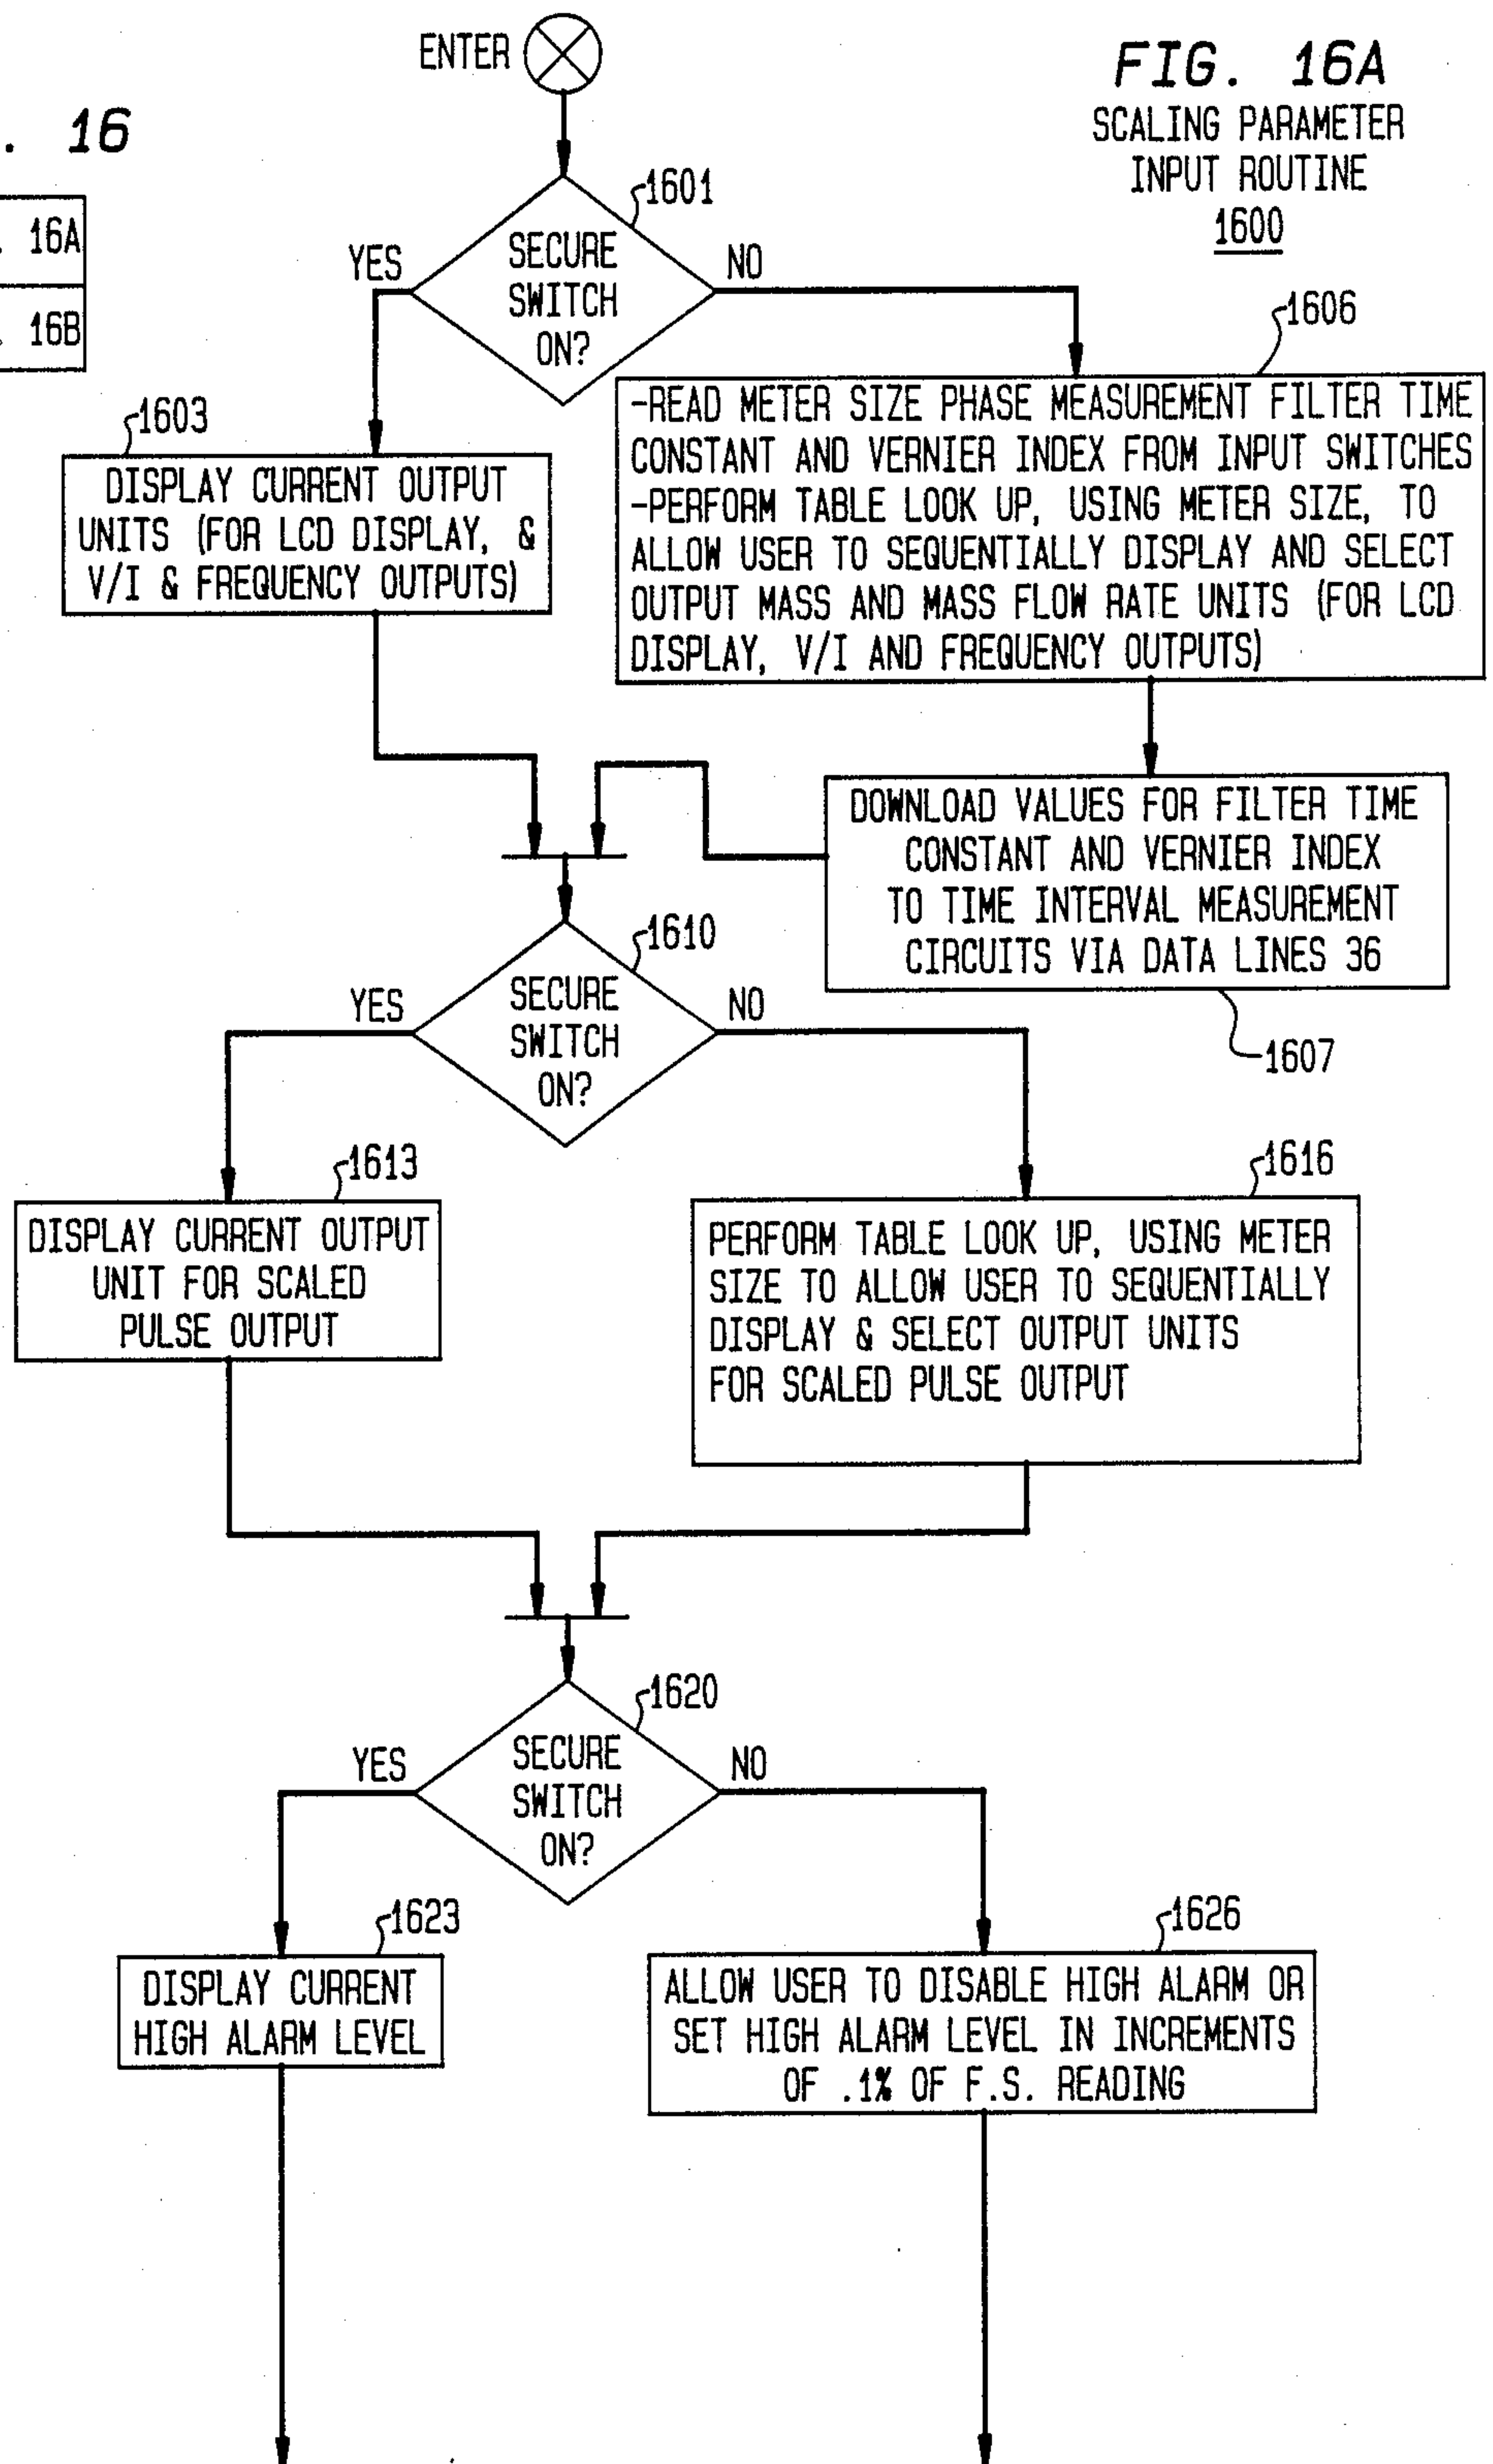 ENTER
FIG. 16A
SCALING PARAMETER
INPUT ROUTINE
1600
. 16
. 16A
. 16B
1601
SECURE
SWITCH
ON?
YES
NO
1603
DISPLAY CURRENT OUTPUT
UNITS (FOR LCD DISPLAY, &
V/I & FREQUENCY OUTPUTS)
1606
-READ METER SIZE PHASE MEASUREMENT FILTER TIME
CONSTANT AND VERNIER INDEX FROM INPUT SWITCHES
-PERFORM TABLE LOOK UP, USING METER SIZE, TO
ALLOW USER TO SEQUENTIALLY DISPLAY AND SELECT
OUTPUT MASS AND MASS FLOW RATE UNITS (FOR LCD
DISPLAY, V/I AND FREQUENCY OUTPUTS)
DOWNLOAD VALUES FOR FILTER TIME
CONSTANT AND VERNIER INDEX
TO TIME INTERVAL MEASUREMENT
CIRCUITS VIA DATA LINES 36
1607
1610
SECURE
SWITCH
ON?
YES
NO
1613
DISPLAY CURRENT OUTPUT
UNIT FOR SCALED
PULSE OUTPUT
1616
PERFORM TABLE LOOK UP, USING METER
SIZE TO ALLOW USER TO SEQUENTIALLY
DISPLAY & SELECT OUTPUT UNITS
FOR SCALED PULSE OUTPUT
1620
SECURE
SWITCH
ON?
YES
NO
1623
DISPLAY CURRENT
HIGH ALARM LEVEL
1626
ALLOW USER TO DISABLE HIGH ALARM OR
SET HIGH ALARM LEVEL IN INCREMENTS
OF .1% OF F.S. READING